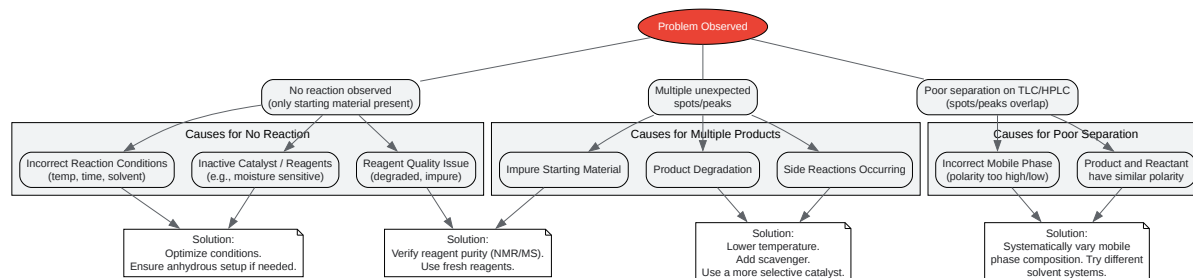 Problem Observed
No reaction observed
(only starting material present)
Multiple unexpected
spots/peaks
Poor separation on TLC/HPLC
(spots/peaks overlap)
Causes for No Reaction
Causes for Multiple Products
Causes for Poor Separation
Incorrect Reaction Conditions
(temp, time, solvent)
Inactive Catalyst / Reagents
(e.g., moisture sensitive)
Reagent Quality Issue
(degraded, impure)
Impure Starting Material
Product Degradation
Side Reactions Occurring
Incorrect Mobile Phase
(polarity too high/low)
Product and Reactant
have similar polarity
Solution:
Optimize conditions.
Ensure anhydrous setup if needed.
Solution:
Verify reagent purity (NMR/MS).
Use fresh reagents.
Solution:
Lower temperature.
Add scavenger.
Use a more selective catalyst.
Solution:
Systematically vary mobile
phase composition. Try different
solvent systems.